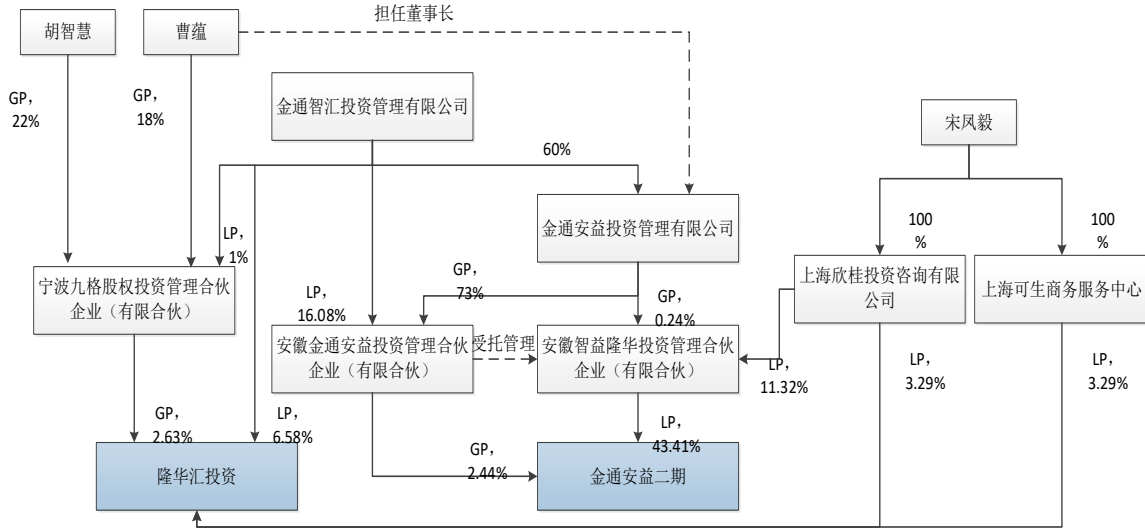 担任董事长
胡智慧
曹蕴
GP，
22%
GP，
18%
金通智汇投资管理有限公司
宋凤毅
60%
LP，
1%
金通安益投资管理有限公司
100
%
100
%
宁波九格股权投资管理合伙
企业（有限合伙）
LP，
16.08%
GP，
73%
GP，
0.24%
上海欣桂投资咨询有限
公司
上海可生商务服务中心
安徽金通安益投资管理合伙
企业（有限合伙）
受托管理
安徽智益隆华投资管理合伙
企业（有限合伙）
LP，
11.32%
LP，
3.29%
LP，
3.29%
GP，
2.63%
LP，
6.58%
GP，
2.44%
LP，
43.41%
隆华汇投资
金通安益二期